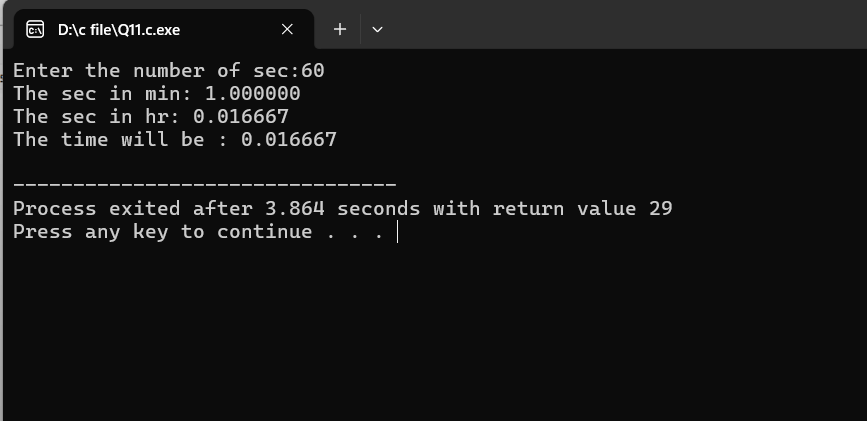 D:\c file\Q11.c.exe
Enter the number of sec:60
The sec in min: 1.000000
The sec in hr: 0.016667
The time will be : 0.016667
--------------------------------
Process exited after 3.864 seconds with return value 29
Press any key to continue . . .